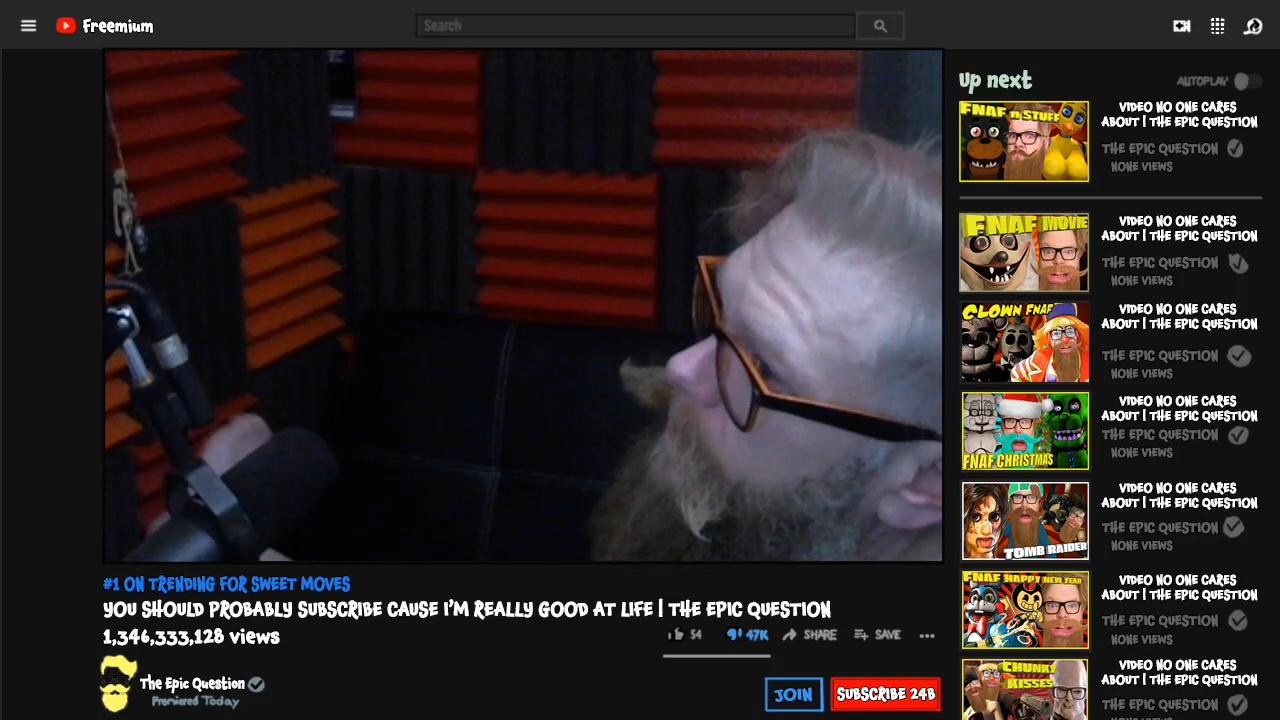 Freemium
Search
up next
AUTOPLAY
FNAF n STUFF
VIDEO NO ONE CARES
ABOUT | THE EPIC QUESTION
THE EPIC QUESTION
NONE VIEWS
FNAF MOVIE
VIDEO NO ONE CARES
ABOUT | THE EPIC QUESTION
THE EPIC QUESTION
NONE VIEWS
CLOWN FNAF
VIDEO NO ONE CARES
ABOUT | THE EPIC QUESTION
THE EPIC QUESTION
NONE VIEWS
FNAF CHRISTMAS
VIDEO NO ONE CARES
ABOUT | THE EPIC QUESTION
THE EPIC QUESTION
NONE VIEWS
TOMB RAIDER
VIDEO NO ONE CARES
ABOUT | THE EPIC QUESTION
THE EPIC QUESTION
NONE VIEWS
FNAF HAPPY NEW YEAR
VIDEO NO ONE CARES
ABOUT | THE EPIC QUESTION
THE EPIC QUESTION
NONE VIEWS
CHUNKY
KISSES
VIDEO NO ONE CARES
ABOUT | THE EPIC QUESTION
THE EPIC QUESTION
#1 ON TRENDING FOR SWEET MOVES
YOU SHOULD PROBABLY SUBSCRIBE CAUSE I'M REALLY GOOD AT LIFE | THE EPIC QUESTION
1,346,333,128 views
54
47K
SHARE
SAVE
The Epic Question
Premiered Today
JOIN
SUBSCRIBE 24B